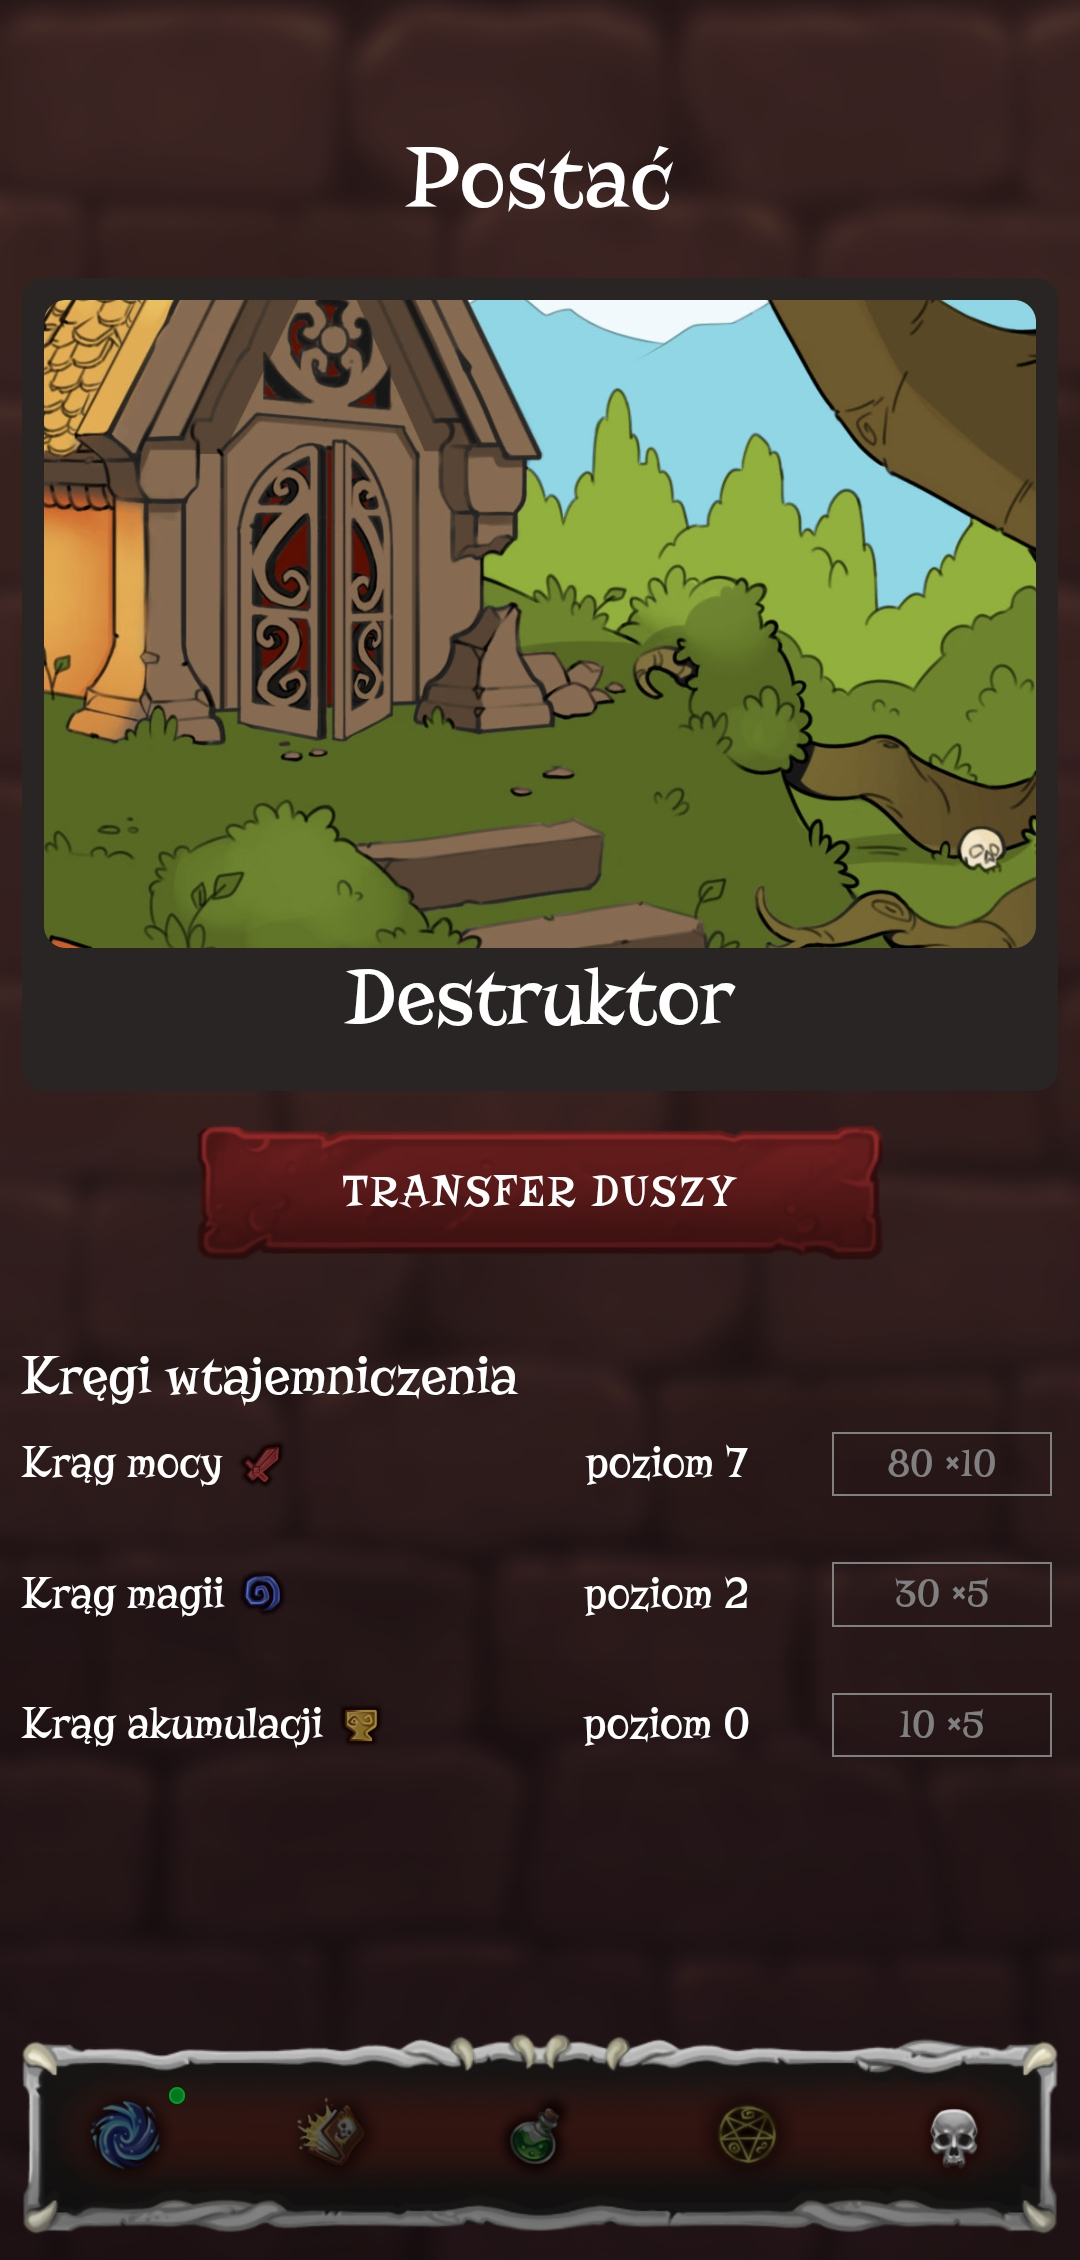 Postać
Destruktor
TRANSFER DUSZY
Kręgi wtajemniczenia
Krąg mocy poziom 7 80 ×10
Krąg magii poziom 2 30 ×5
Krąg akumulacji poziom 0 10 ×5